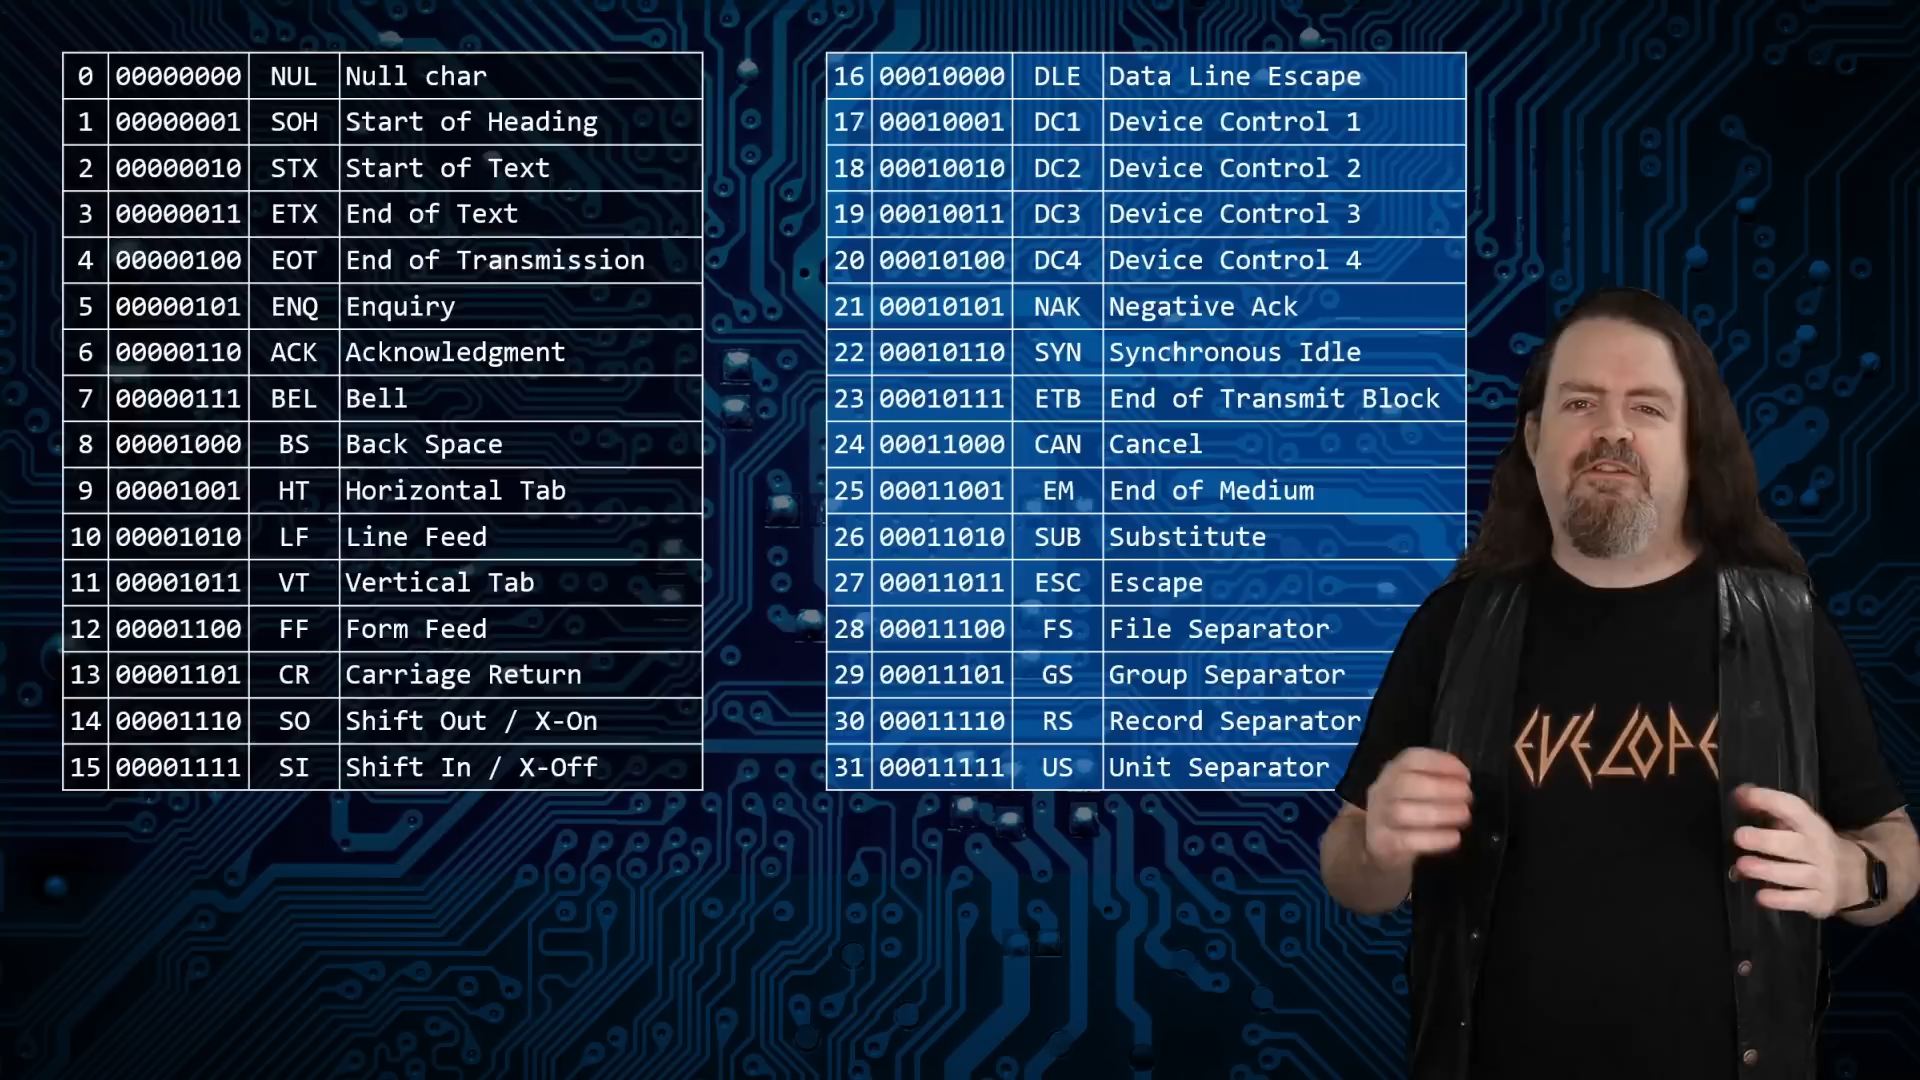 0 00000000 NUL Null char
1 00000001 SOH Start of Heading
2 00000010 STX Start of Text
3 00000011 ETX End of Text
4 00000100 EOT End of Transmission
5 00000101 ENQ Enquiry
6 00000110 ACK Acknowledgment
7 00000111 BEL Bell
8 00001000 BS Back Space
9 00001001 HT Horizontal Tab
10 00001010 LF Line Feed
11 00001011 VT Vertical Tab
12 00001100 FF Form Feed
13 00001101 CR Carriage Return
14 00001110 SO Shift Out / X-On
15 00001111 SI Shift In / X-Off
16 00010000 DLE Data Line Escape
17 00010001 DC1 Device Control 1
18 00010010 DC2 Device Control 2
19 00010011 DC3 Device Control 3
20 00010100 DC4 Device Control 4
21 00010101 NAK Negative Ack
22 00010110 SYN Synchronous Idle
23 00010111 ETB End of Transmit Block
24 00011000 CAN Cancel
25 00011001 EM End of Medium
26 00011010 SUB Substitute
27 00011011 ESC Escape
28 00011100 FS File Separator
29 00011101 GS Group Separator
30 00011110 RS Record Separator
31 00011111 US Unit Separator
EVELOPE